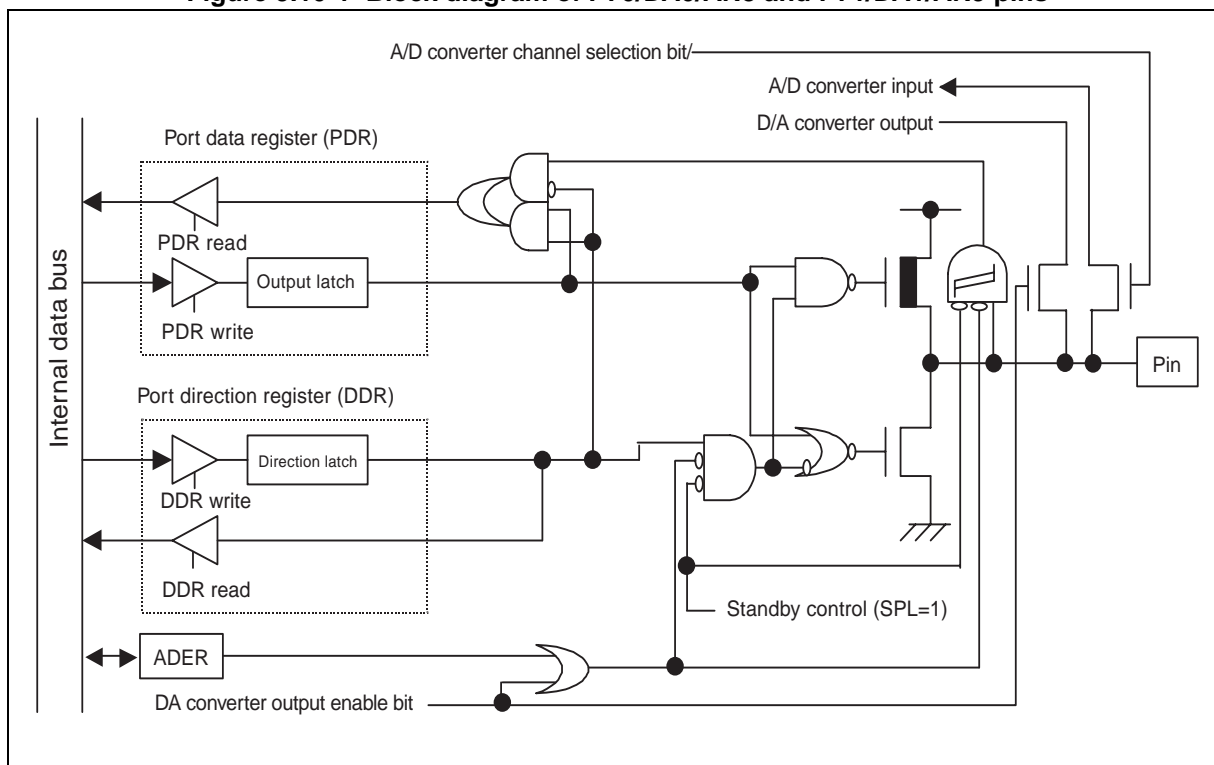 A/D converter channel selection bit/
A/D converter input
D/A converter output
Port data register (PDR)
PDR read
Output latch
PDR write
Internal data bus
Pin
Port direction register (DDR)
Direction latch
DDR write
DDR read
Standby control (SPL=1)
ADER
DA converter output enable bit